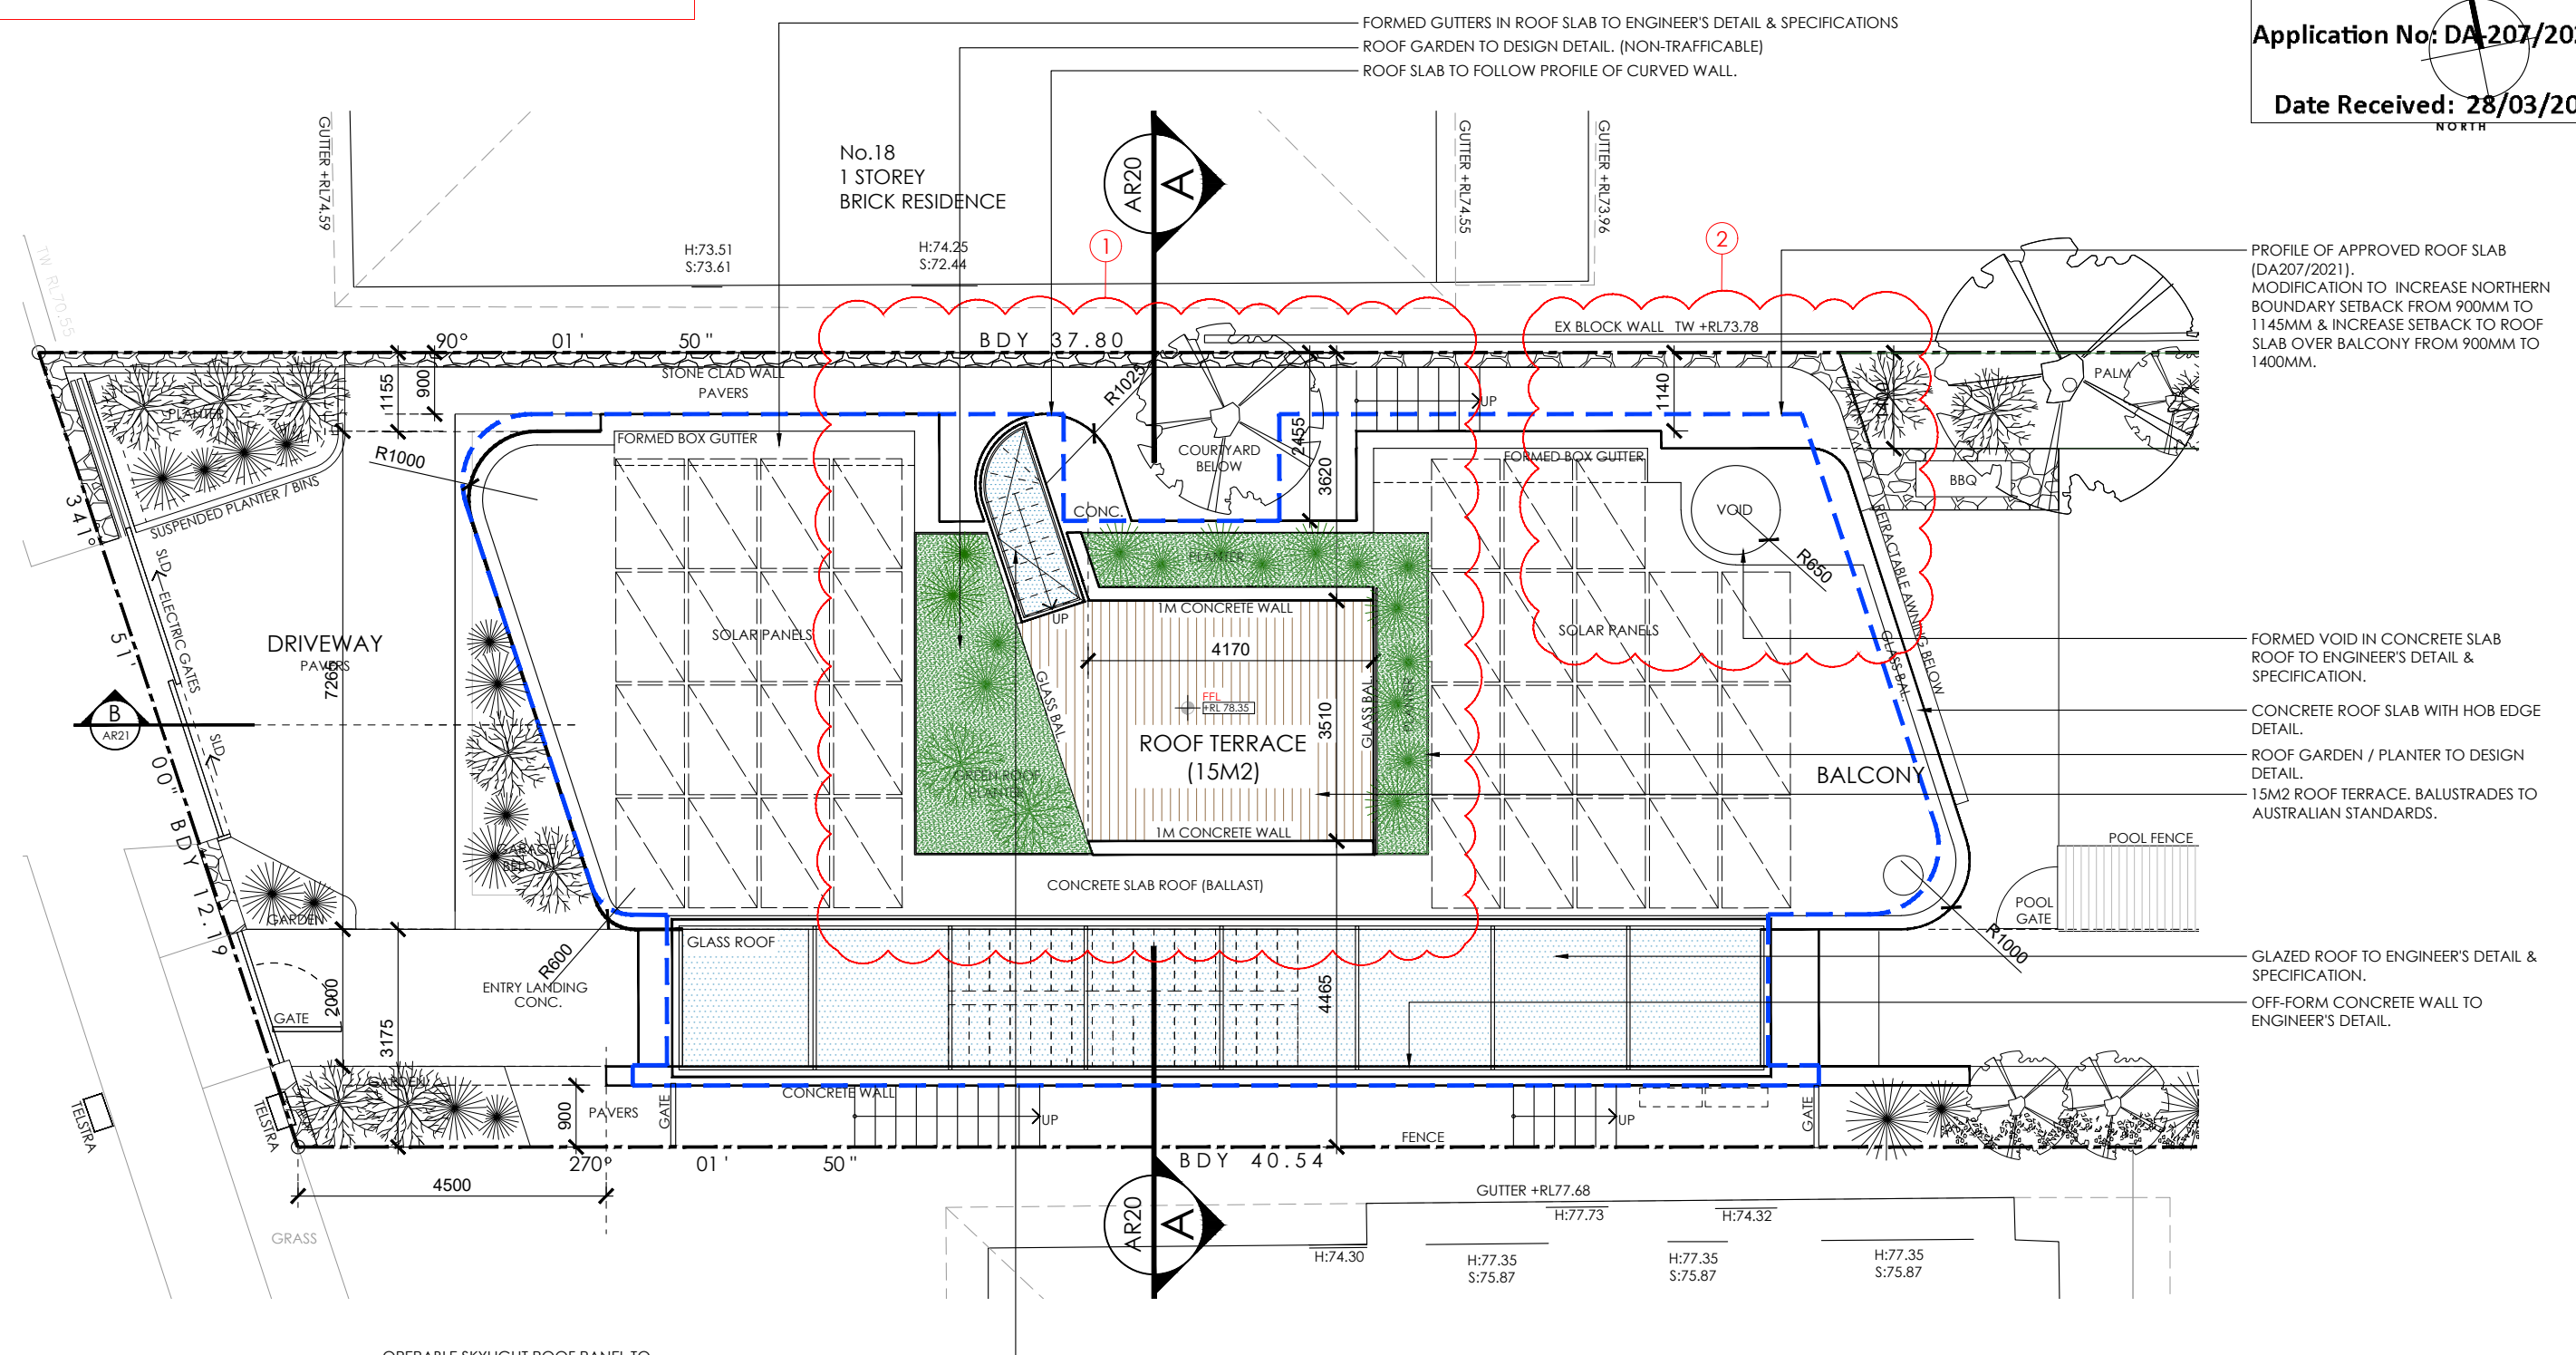 FORMED GUTTERS IN ROOF SLAB TO ENGINEER'S DETAIL & SPECIFICATIONS
ROOF GARDEN TO DESIGN DETAIL. (NON-TRAFFICABLE)
ROOF SLAB TO FOLLOW PROFILE OF CURVED WALL.
Application No: DA-207/20
Date Received: 28/03/20
NORTH
GUTTER +RL74.59
No.18
1 STOREY
BRICK RESIDENCE
AR20
A
GUTTER +RL74.55
GUTTER +RL73.96
H:73.51
S:73.61
H:74.25
S:72.44
1
2
TW RL70.55
PROFILE OF APPROVED ROOF SLAB
(DA207/2021).
MODIFICATION TO INCREASE NORTHERN
BOUNDARY SETBACK FROM 900MM TO
1145MM & INCREASE SETBACK TO ROOF
SLAB OVER BALCONY FROM 900MM TO
1400MM.
90° 01' 50"
BDY 37.80
EX BLOCK WALL TW +RL73.78
STONE CLAD WALL
PAVERS
1155
900
R1025
1140
PALM
PLANTER
UP
FORMED BOX GUTTER
R1000
COURTYARD
BELOW
2455
3620
FORMED BOX GUTTER
BBQ
SUSPENDED PLANTER / BINS
CONC.
VOID
R650
RETRACTABLE AWNING BELOW
341° 51' 00" BDY 12.19
SLD
ELECTRIC GATES
PLANTER
1M CONCRETE WALL
UP
DRIVEWAY
PAVERS
7265
SOLAR PANELS
4170
SOLAR PANELS
GLASS BAL.
FORMED VOID IN CONCRETE SLAB
ROOF TO ENGINEER'S DETAIL &
SPECIFICATION.
GLASS BAL.
FFL
+RL 78.35
3510
GLASS BAL.
PLANTER
CONCRETE ROOF SLAB WITH HOB EDGE
DETAIL.
B
AR21
SLD
ROOF TERRACE
(15M2)
ROOF GARDEN / PLANTER TO DESIGN
DETAIL.
GREEN ROOF
PLANTER
BALCONY
15M2 ROOF TERRACE. BALUSTRADES TO
AUSTRALIAN STANDARDS.
1M CONCRETE WALL
GARAGE
BELOW
POOL FENCE
CONCRETE SLAB ROOF (BALLAST)
GARDEN
POOL
GATE
GLASS ROOF
R600
R1000
ENTRY LANDING
CONC.
2000
GATE
3175
4465
GLAZED ROOF TO ENGINEER'S DETAIL &
SPECIFICATION.
OFF-FORM CONCRETE WALL TO
ENGINEER'S DETAIL.
GARDEN
TELSTRA
TELSTRA
900
PAVERS
GATE
CONCRETE WALL
UP
UP
GATE
FENCE
270° 01' 50"
BDY 40.54
4500
GRASS
AR20
A
GUTTER +RL77.68
H:77.73
H:74.32
H:74.30
H:77.35
S:75.87
H:77.35
S:75.87
H:77.35
S:75.87